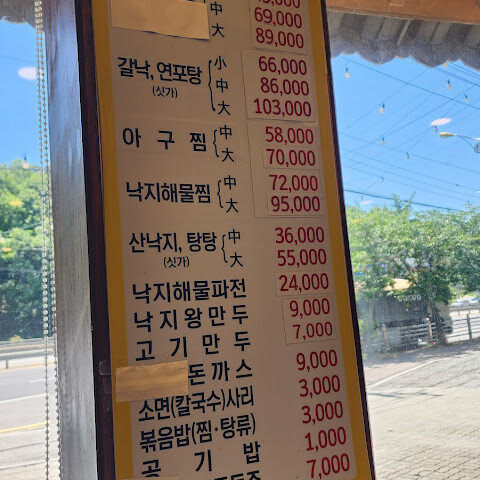 中 69,000
大 89,000
갈낙, 연포탕 小 66,000
(싯가) 中 86,000
大 103,000
아구찜 中 58,000
大 70,000
낙지해물찜 中 72,000
大 95,000
산낙지, 탕탕 中 36,000
(싯가) 大 55,000
낙지해물파전 24,000
낙지왕만두 9,000
고기만두 7,000
돈까스 9,000
소면(칼국수)사리 3,000
볶음밥(찜·탕류) 3,000
공기밥 1,000
7,000